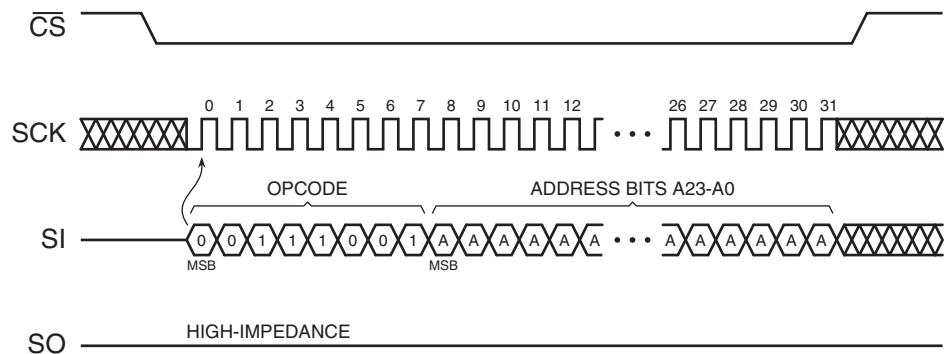 CS
0 1 2 3 4 5 6 7 8 9 10 11 12 26 27 28 29 30 31
SCK
OPCODE ADDRESS BITS A23-A0
SI 0 0 1 1 1 0 0 1 A A A A A A • • • A A A A A A
MSB MSB
HIGH-IMPEDANCE
SO